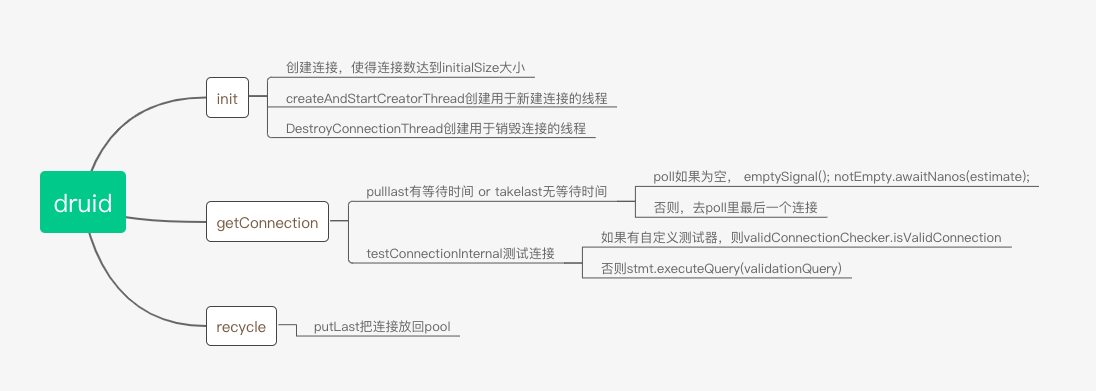 druid
init
创建连接，使得连接数达到initialSize大小
createAndStartCreatorThread创建用于新建连接的线程
DestroyConnectionThread创建用于销毁连接的线程
getConnection
pulllast有等待时间 or takelast无等待时间
poll如果为空， emptySignal(); notEmpty.awaitNanos(estimate);
否则，去poll里最后一个连接
testConnectionInternal测试连接
如果有自定义测试器，则validConnectionChecker.isValidConnection
否则stmt.executeQuery(validationQuery)
recycle
putLast把连接放回pool